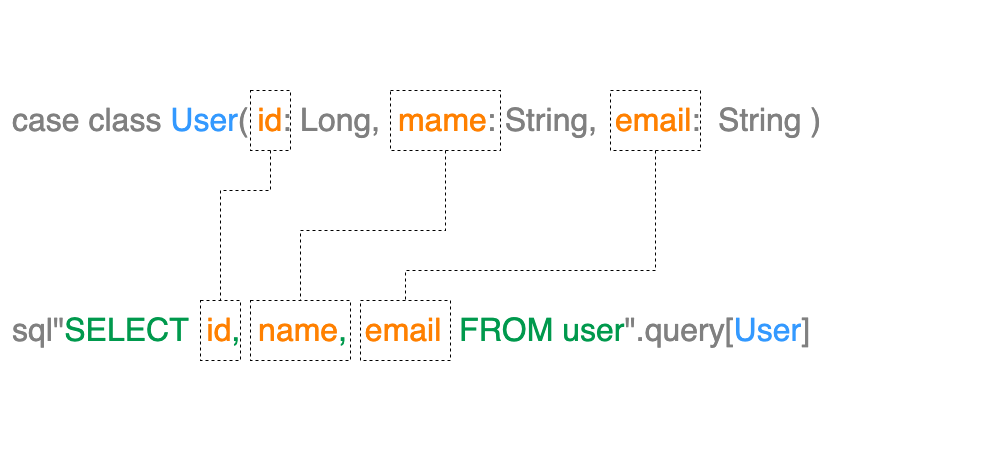 case class User( id: Long, mame: String, email: String )
sql"SELECT id, name, email FROM user".query[User]